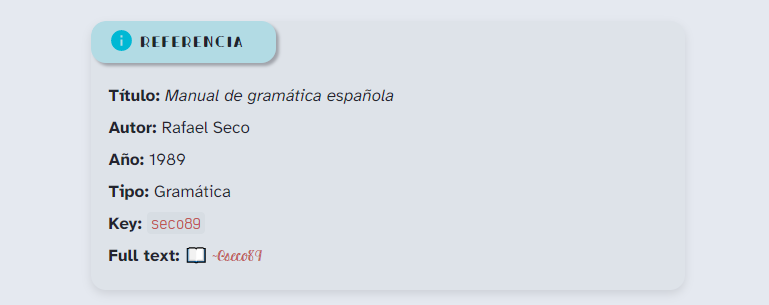 REFERENCIA
Título: Manual de gramática española
Autor: Rafael Seco
Año: 1989
Tipo: Gramática
Key: seco89
Full text: ~@seco89